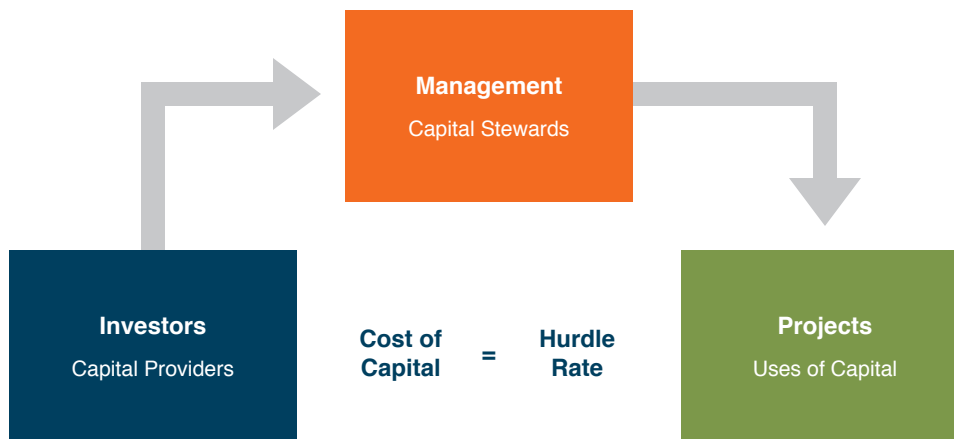 Management
Capital Stewards
Investors
Capital Providers
Cost of
Capital
=
Hurdle
Rate
Projects
Uses of Capital